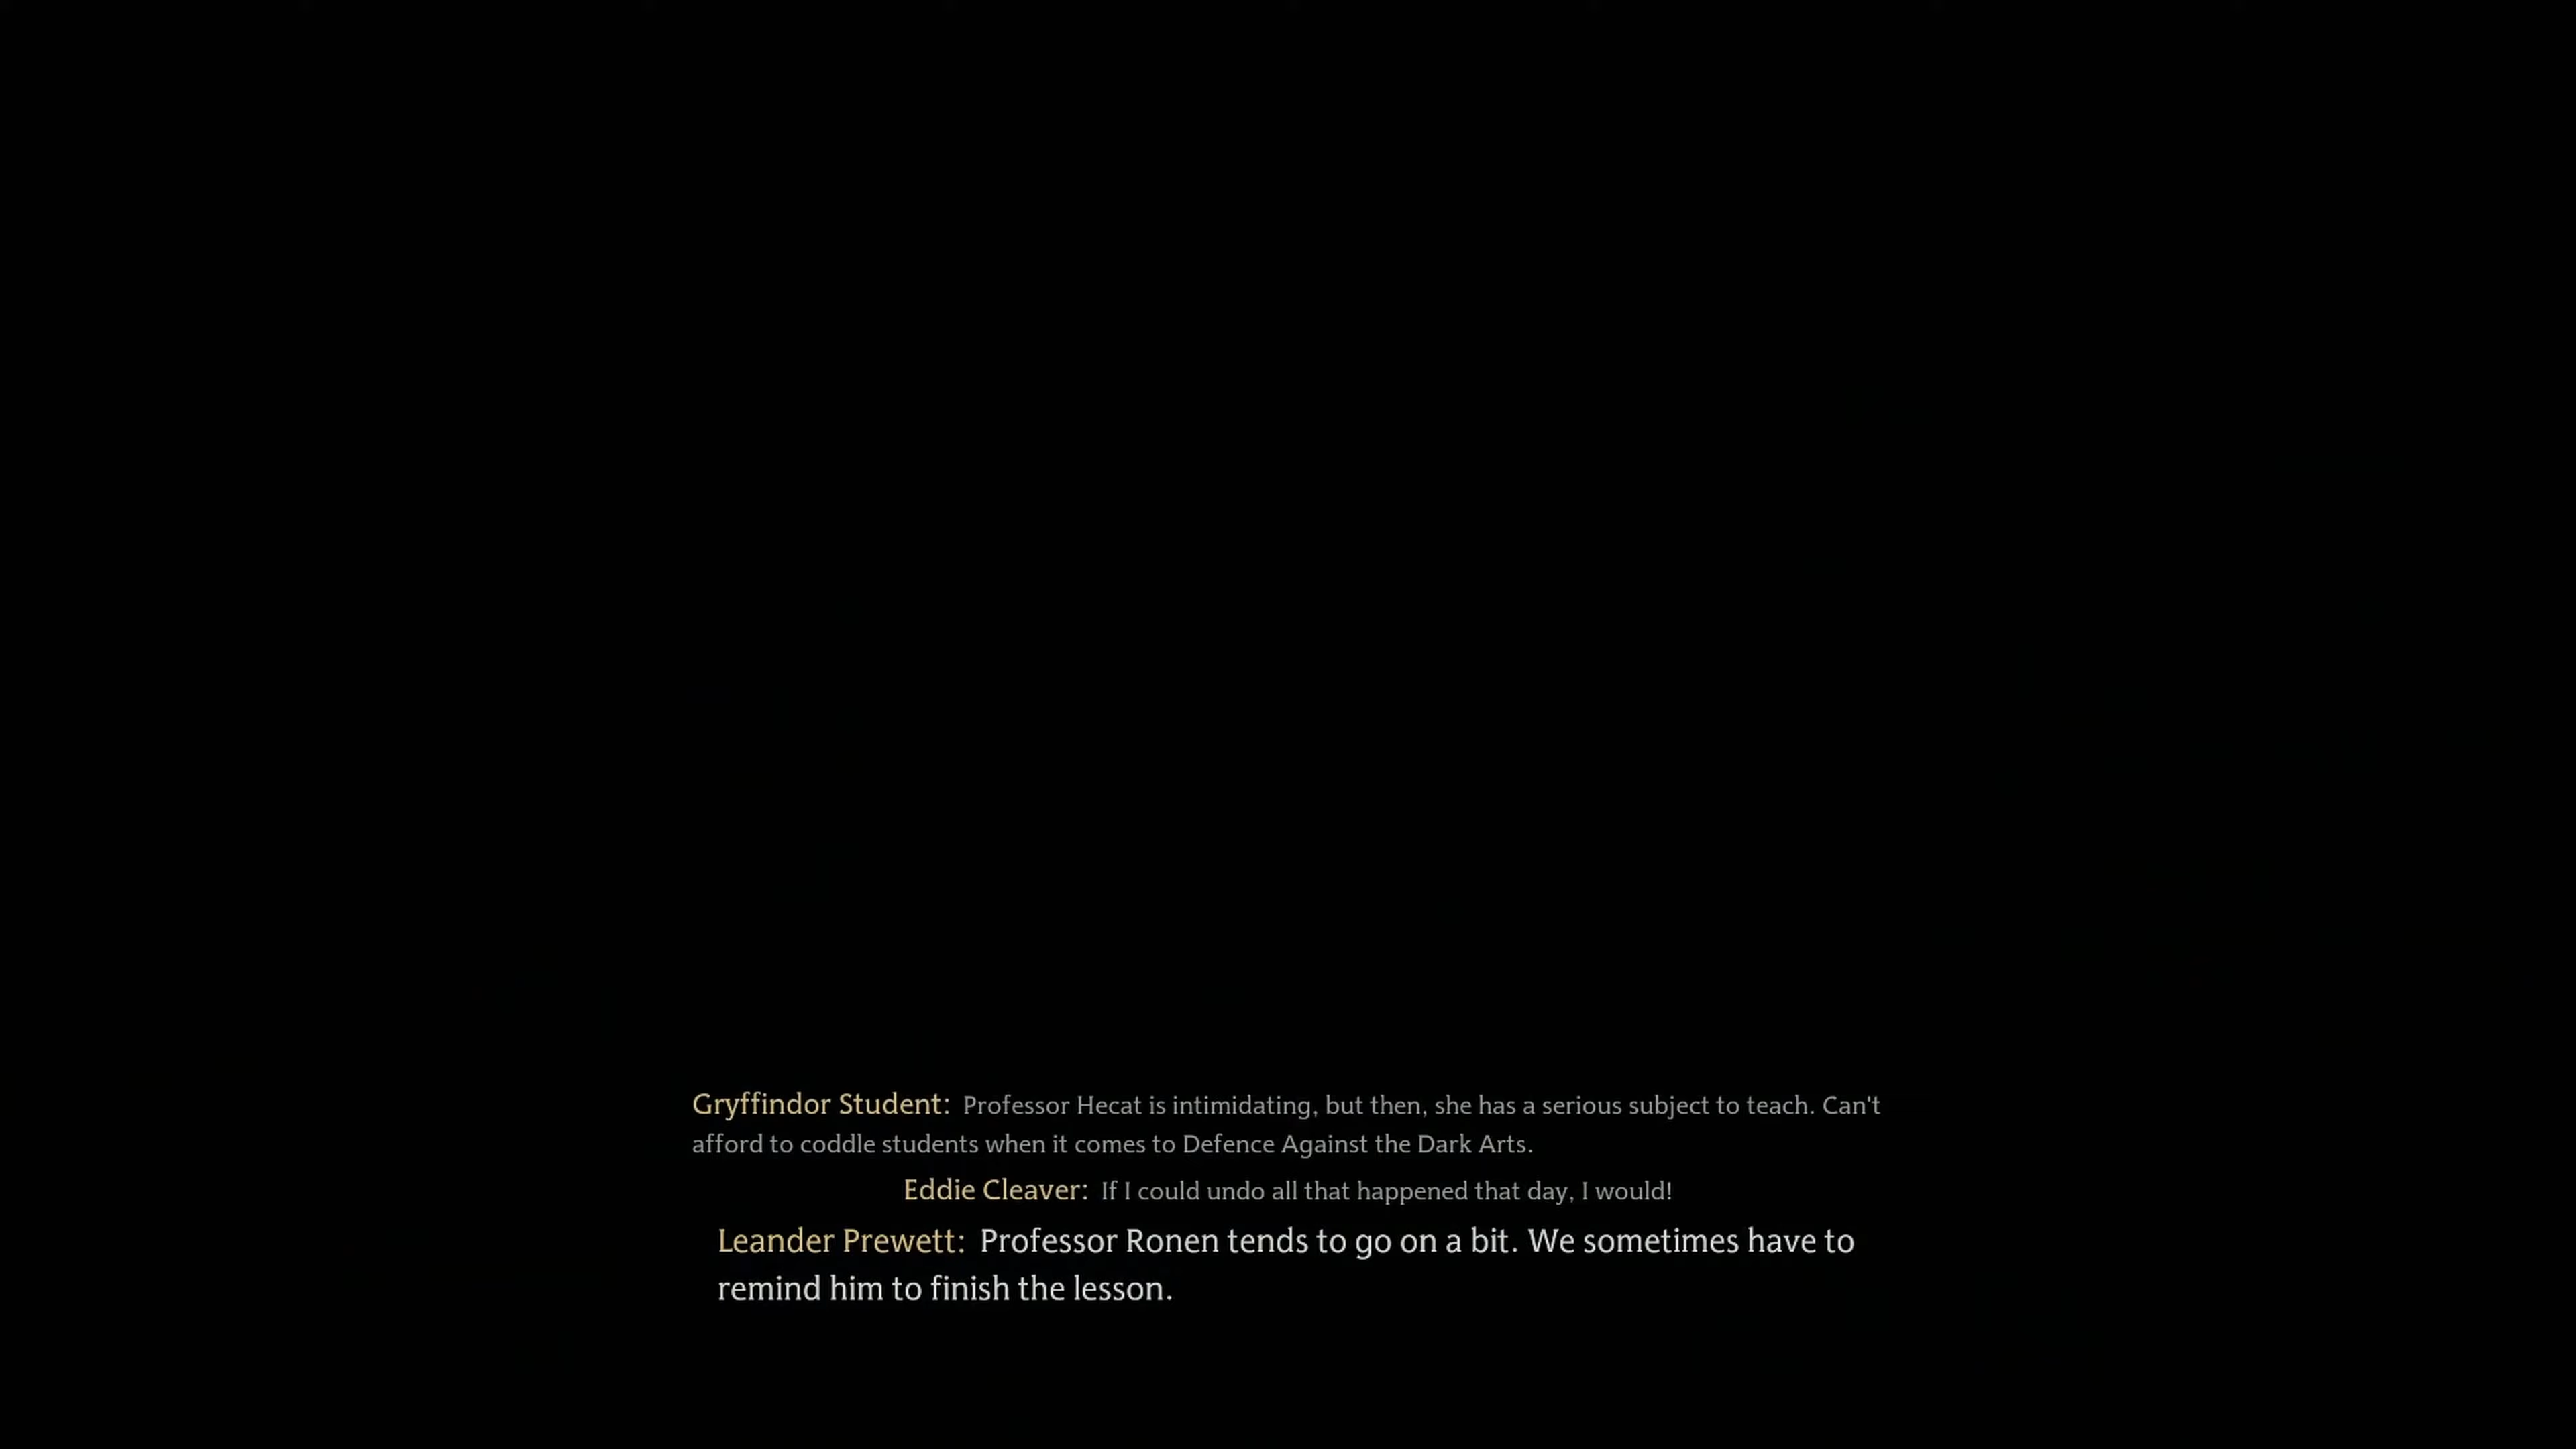 Gryffindor Student: Professor Hecat is intimidating, but then, she has a serious subject to teach. Can't
afford to coddle students when it comes to Defence Against the Dark Arts.
Eddie Cleaver: If I could undo all that happened that day, I would!
Leander Prewett: Professor Ronen tends to go on a bit. We sometimes have to
remind him to finish the lesson.